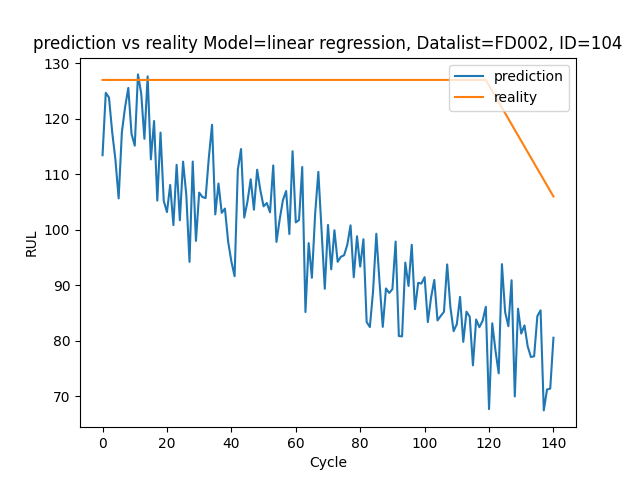 prediction vs reality Model=linear regression, Datalist=FD002, ID=104
prediction
reality
RUL
130
120
110
100
90
80
70
0 20 40 60 80 100 120 140
Cycle